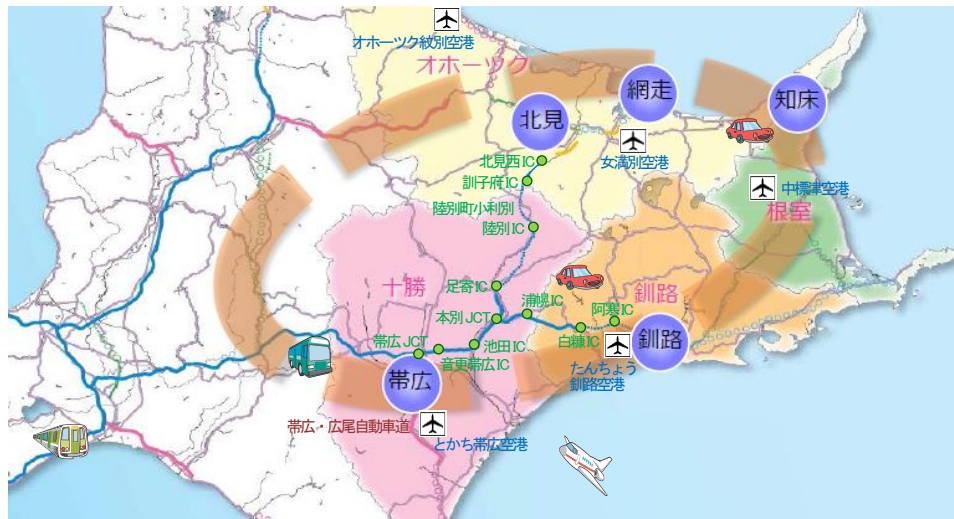 オホーツク紋別空港
オホーツク
網走
知床
北見
女満別空港
北見西IC
訓子府IC
中標津空港
根室
陸別町小利別
陸別IC
十勝
足寄IC
釧路
浦幌IC
阿寒IC
本別JCT
白糠IC
釧路
帯広JCT
池田IC
音更帯広IC
たんちょう
釧路空港
帯広
帯広・広尾自動車道
とかち帯広空港